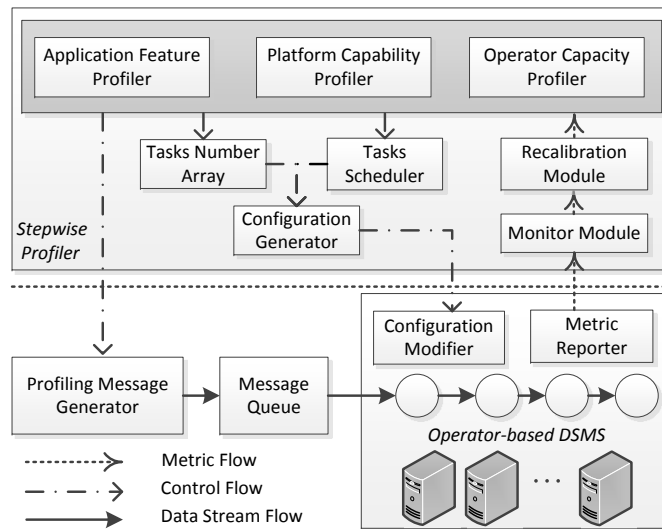 Application Feature
Profiler
Platform Capability
Profiler
Operator Capacity
Profiler
Tasks Number
Array
Tasks
Scheduler
Recalibration
Module
Configuration
Generator
Monitor Module
Stepwise
Profiler
Configuration
Modifier
Metric
Reporter
Profiling Message
Generator
Message
Queue
Operator-based DSMS
...
Metric Flow
Control Flow
Data Stream Flow